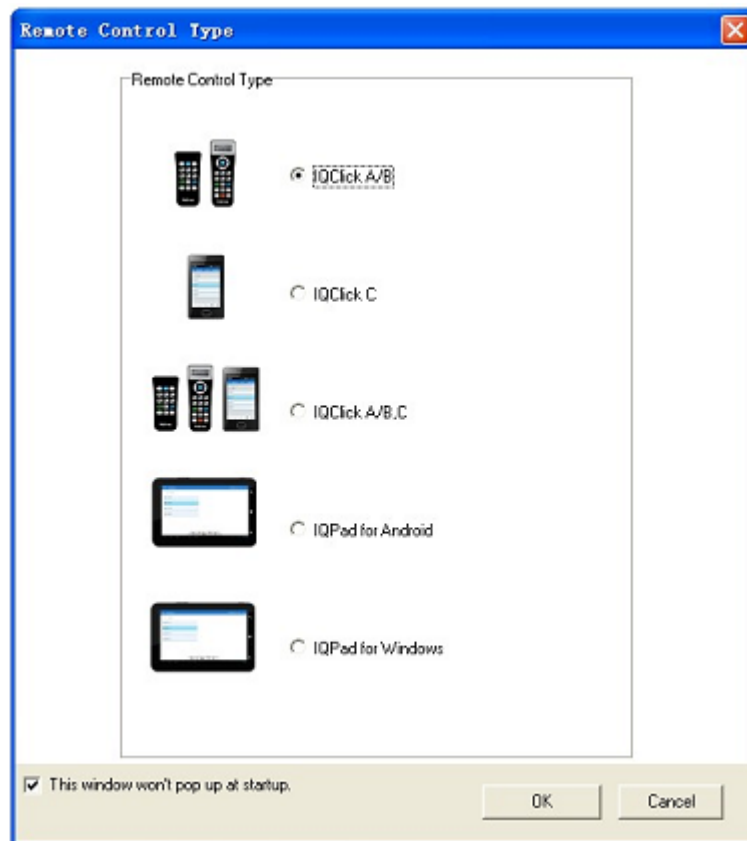 Remote Control Type
Remote Control Type
IQClick A/B
IQClick C
IQClick A/B,C
IQPad for Android
IQPad for Windows
This window won't pop up at startup.
OK
Cancel